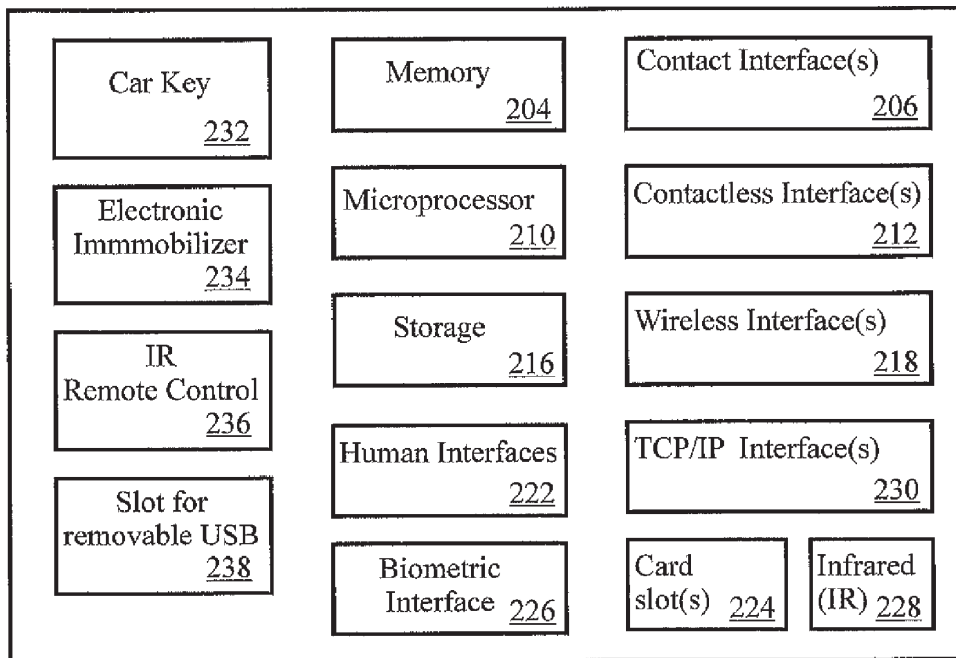 Car Key
232
Electronic
Immmobilizer
234
IR
Remote Control
236
Slot for
removable USB
238
Memory
204
Microprocessor
210
Storage
216
Human Interfaces
222
Biometric
Interface 226
Contact Interface(s)
206
Contactless Interface(s)
212
Wireless Interface(s)
218
TCP/IP Interface(s)
230
Card
slot(s) 224
Infrared
(IR) 228